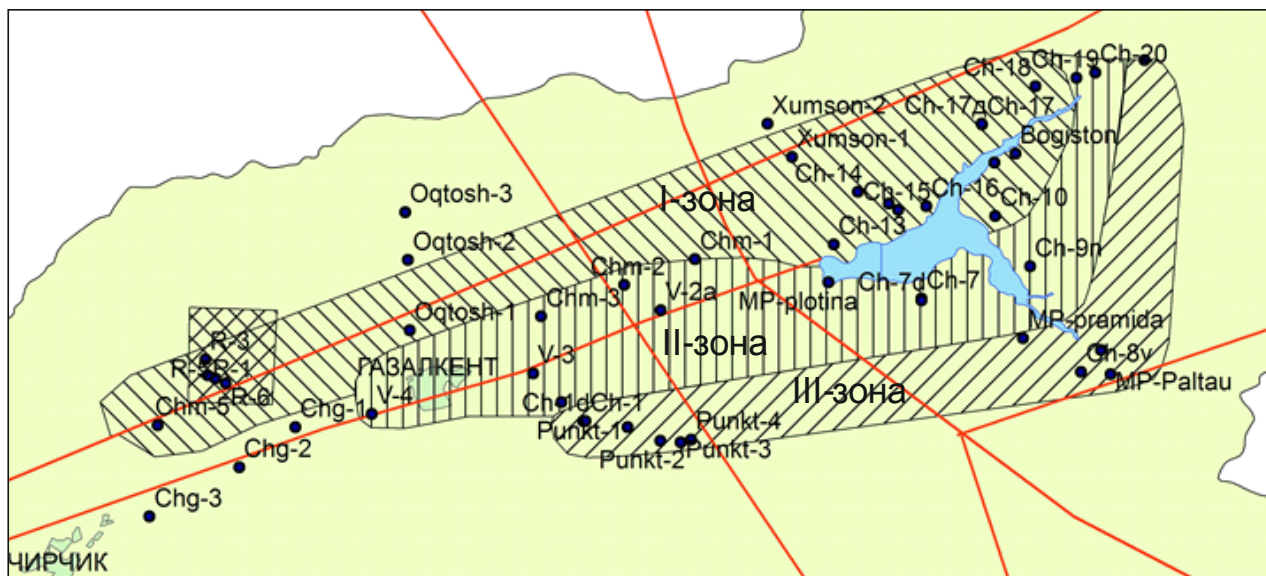 Ch-18
Ch-19
Ch-20
Xumson-2
Ch-17д
Ch-17
Xumson-1
Bogiston
Ch-14
I-зона
Oqtosh-3
Ch-15
Ch-16
Ch-10
Ch-13
Oqtosh-2
Chm-1
Ch-9n
Chm-2
Ch-7d
Ch-7
Chm-3
V-2a
MP-plotina
Oqtosh-1
MP-pramida
II-зона
R-3
ГАЗАЛКЕНТ
V-3
Ch-8v
R-1
MP-Paltau
R-6
III-зона
Chm-5
Chg-1
V-4
Ch-1d
Ch-1
Punkt-1
Punkt-4
Chg-2
Punkt-2
Punkt-3
Chg-3
ЧИРЧИК